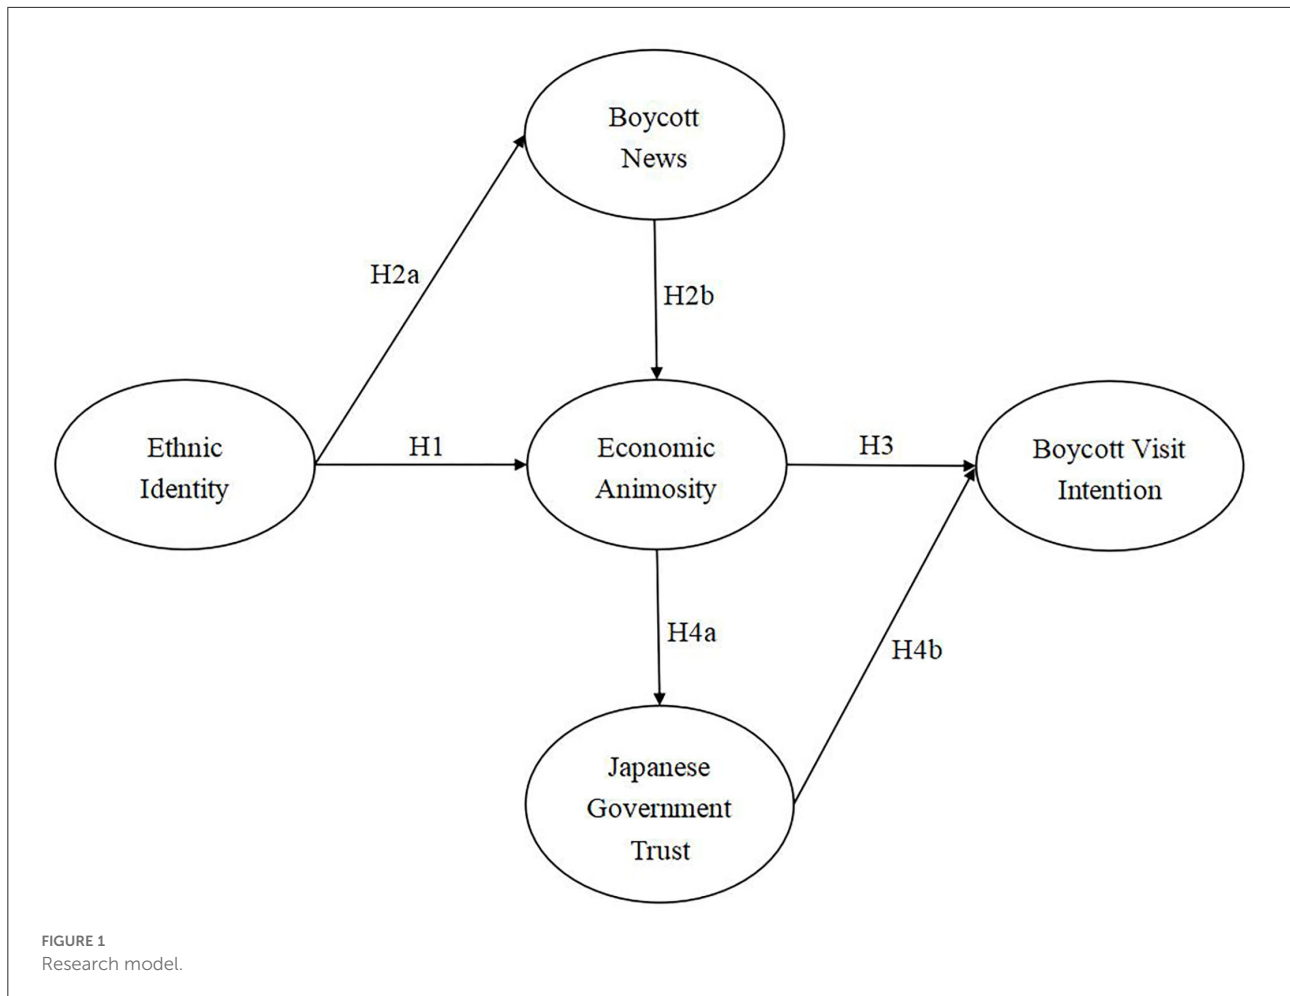 Boycott
News
H2a
H2b
Ethnic
Identity
H1
Economic
Animosity
H3
Boycott Visit
Intention
H4a
H4b
Japanese
Government
Trust
FIGURE 1
Research model.